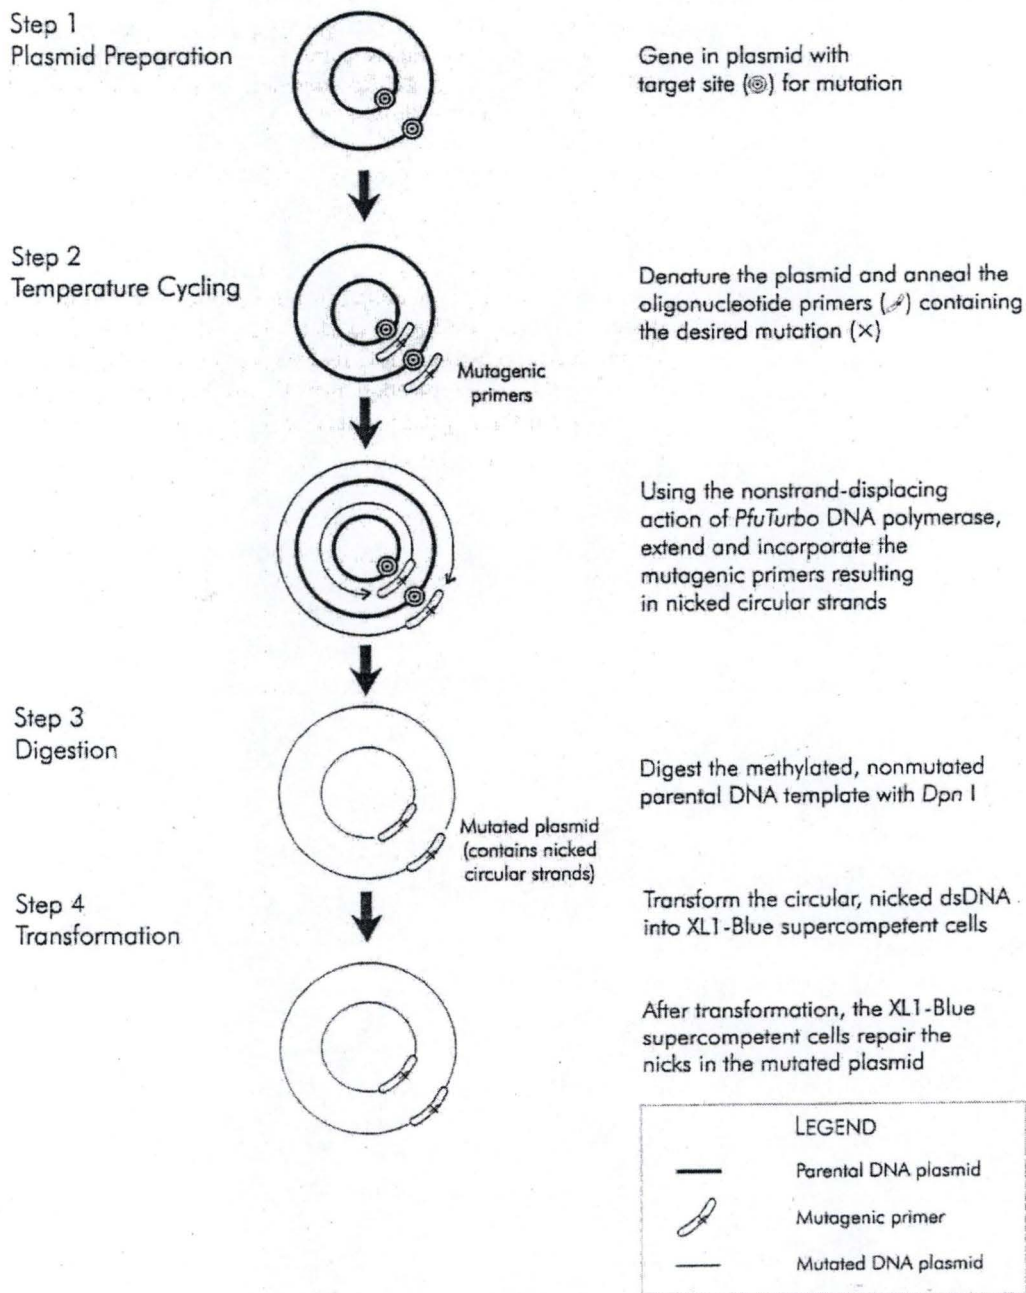 Step 1
Plasmid Preparation
Gene in plasmid with
target site () for mutation
Step 2
Temperature Cycling
Denature the plasmid and anneal the
oligonucleotide primers () containing
the desired mutation (×)
Mutagenic
primers
Using the nonstrand-displacing
action of PfuTurbo DNA polymerase,
extend and incorporate the
mutagenic primers resulting
in nicked circular strands
Step 3
Digestion
Digest the methylated, nonmutated
parental DNA template with Dpn I
Mutated plasmid
(contains nicked
circular strands)
Step 4
Transformation
Transform the circular, nicked dsDNA
into XL1-Blue supercompetent cells
After transformation, the XL1-Blue
supercompetent cells repair the
nicks in the mutated plasmid
LEGEND
Parental DNA plasmid
Mutagenic primer
Mutated DNA plasmid